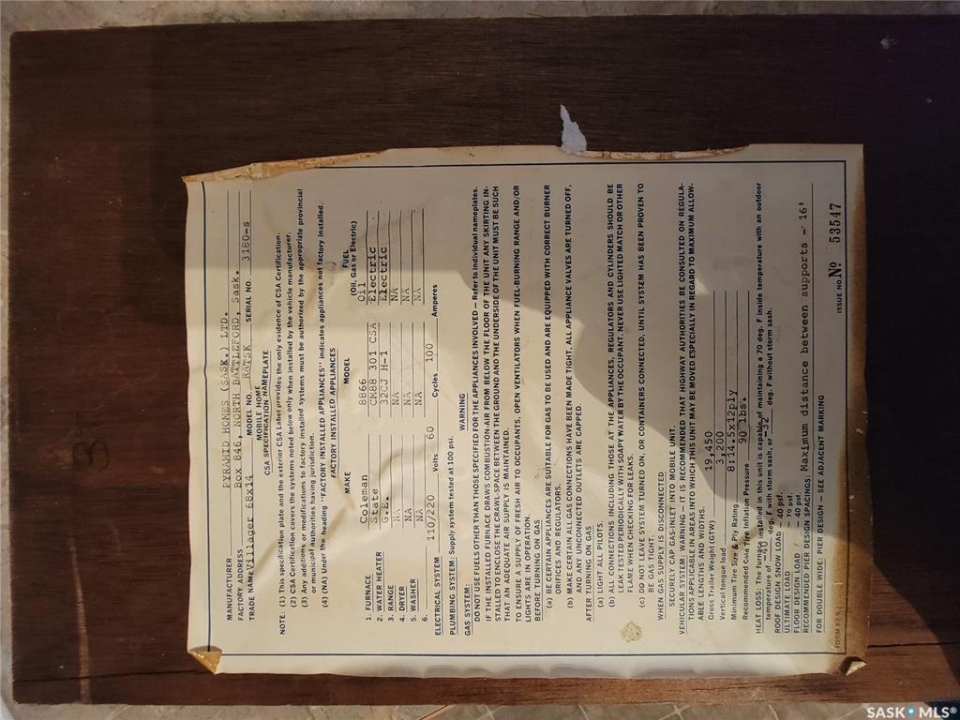 MANUFACTURER PYRAMID HOMES (SASK.) LTD.
FACTORY ADDRESS Box 846, NORTH BATTLEFORD, Sask.
TRADE NAME Villager 68x14 MODEL NO. RATSK SERIAL NO. 3180-s
MOBILE HOME
CSA SPECIFICATION NAMEPLATE
NOTE (1) This specification plate and the exterior CSA Label provides the only evidence of CSA Certification.
(2) CSA Certification covers the systems noted below only when installed by the vehicle manufacturer.
(3) Any additions or modifications to factory installed systems must be authorized by the appropriate provincial
or municipal authorities having jurisdiction.
(4) (NA) Under the heading "FACTORY INSTALLED APPLIANCES" indicates appliances not factory installed.
FACTORY INSTALLED APPLIANCES
MAKE MODEL FUEL
(Oil, Gas or Electric)
1. FURNACE Coleman 8866 Oil
2. WATER HEATER State CM88 301 CSA Electric
3. RANGE G.E. 32CJ H-1 Electric
4. DRYER NA NA NA
5. WASHER NA NA NA
6. NA NA NA
ELECTRICAL SYSTEM 110/220 Volts 60 Cycles 100 Amperes
PLUMBING SYSTEM: Supply system tested at 100 psi.
GAS SYSTEM WARNING
DO NOT USE FUELS OTHER THAN THOSE SPECIFIED FOR THE APPLIANCES INVOLVED — Refer to individual nameplates.
IF THE INSTALLED FURNACE DRAWS COMBUSTION-AIR FROM BELOW THE FLOOR OF THE UNIT ANY SKIRTING IN-
STALLED TO ENCLOSE THE CRAWL-SPACE BETWEEN THE GROUND AND THE UNDERSIDE OF THE UNIT MUST BE SUCH
THAT AN ADEQUATE AIR SUPPLY IS MAINTAINED.
TO ENSURE A SUPPLY OF FRESH AIR TO OCCUPANTS, OPEN VENTILATORS WHEN FUEL-BURNING RANGE AND/OR
LIGHTS ARE IN OPERATION.
BEFORE TURNING ON GAS
(a) BE CERTAIN APPLIANCES ARE SUITABLE FOR GAS TO BE USED AND ARE EQUIPPED WITH CORRECT BURNER
ORIFICES AND REGULATORS.
(b) MAKE CERTAIN ALL GAS CONNECTIONS HAVE BEEN MADE TIGHT, ALL APPLIANCE VALVES ARE TURNED OFF,
AND ANY UNCONNECTED OUTLETS ARE CAPPED.
AFTER TURNING ON GAS
(a) LIGHT ALL PILOTS.
(b) ALL CONNECTIONS INCLUDING THOSE AT THE APPLIANCES, REGULATORS AND CYLINDERS SHOULD BE
LEAK TESTED PERIODICALLY WITH SOAPY WATER BY THE OCCUPANT. NEVER USE LIGHTED MATCH OR OTHER
FLAME WHEN CHECKING FOR LEAKS.
(c) DO NOT LEAVE SYSTEM TURNED ON, OR CONTAINERS CONNECTED, UNTIL SYSTEM HAS BEEN PROVEN TO
BE GAS TIGHT.
WHEN GAS SUPPLY IS DISCONNECTED
SECURELY CAP GAS-INLET INTO MOBILE UNIT.
VEHICULAR SYSTEM: WARNING — IT IS RECOMMENDED THAT HIGHWAY AUTHORITIES BE CONSULTED ON REGULA-
TIONS APPLICABLE IN AREAS INTO WHICH THIS UNIT MAY BE MOVED ESPECIALLY IN REGARD TO MAXIMUM ALLOW-
ABLE LENGTHS AND WIDTHS.
Gross Trailer Weight (GTW) 19,450
Vertical tongue load 3,200
Minimum Tire Size & Ply Rating 8:14.5x12ply
Recommended Cold Tire Inflation Pressure 90 lbs.
HEAT LOSS: The furnace installed in this unit is capable of maintaining a 70 deg. F inside temperature with an outdoor
temperature of deg. F with storm sash, or deg. F without storm sash.
ROOF DESIGN SNOW LOAD 40 psf.
ULTIMATE LOAD — 70 psf.
FLOOR DESIGN LOAD — 40 psf.
RECOMMENDED PIER DESIGN SPACINGS: Maximum distance between supports - 16'
FOR DOUBLE WIDE PIER DESIGN — SEE ADJACENT MARKING
ISSUE No 53547
SASK MLS®